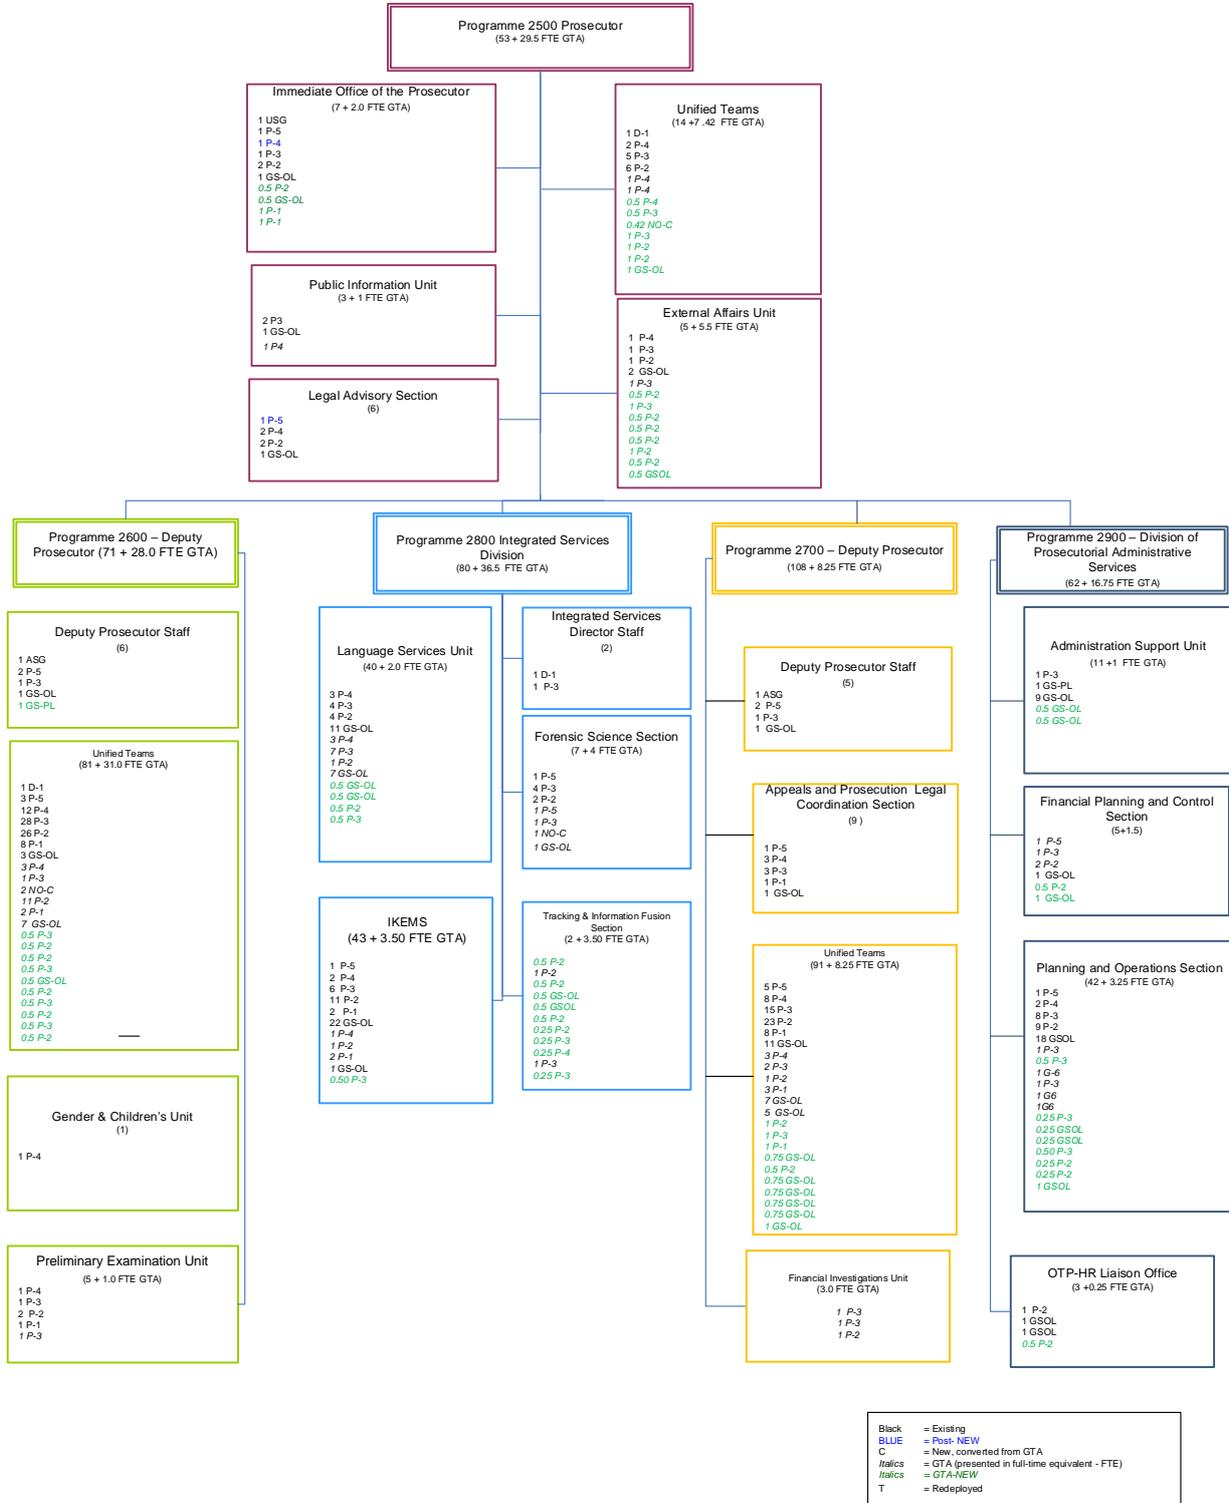 Programme 2500 Prosecutor
(53 + 29.5 FTE GTA)
Immediate Office of the Prosecutor
(7 + 2.0 FTE GTA)
1 USG
1 P-5
1 P-4
1 P-3
2 P-2
1 GS-OL
0.5 P-2
0.5 GS-OL
1 P-1
1 P-1
Unified Teams
(14 +7 .42 FTE GTA)
1 D-1
2 P-4
5 P-3
6 P-2
1 P-4
1 P-4
0.5 P-4
0.5 P-3
0.42 NO-C
1 P-3
1 P-2
1 P-2
1 GS-OL
Public Information Unit
(3 + 1 FTE GTA)
2 P3
1 GS-OL
1 P4
External Affairs Unit
(5 + 5.5 FTE GTA)
1 P-4
1 P-3
1 P-2
2 GS-OL
1 P-3
0.5 P-2
1 P-3
0.5 P-2
0.5 P-2
0.5 P-2
1 P-2
0.5 P-2
0.5 GSOL
Legal Advisory Section
(6)
1 P-5
2 P-4
2 P-2
1 GS-OL
Programme 2600 – Deputy
Prosecutor (71 + 28.0 FTE GTA)
Deputy Prosecutor Staff
(6)
1 ASG
2 P-5
1 P-3
1 GS-OL
1 GS-PL
Unified Teams
(81 + 31.0 FTE GTA)
1 D-1
3 P-5
12 P-4
28 P-3
26 P-2
8 P-1
3 GS-OL
3 P-4
1 P-3
2 NO-C
11 P-2
2 P-1
7 GS-OL
0.5 P-3
0.5 P-2
0.5 P-2
0.5 P-3
0.5 GS-OL
0.5 P-2
0.5 P-3
0.5 P-2
0.5 P-3
0.5 P-2
Gender & Children's Unit
(1)
1 P-4
Preliminary Examination Unit
(5 + 1.0 FTE GTA)
1 P-4
1 P-3
2 P-2
1 P-1
1 P-3
Programme 2800 Integrated Services
Division
(80 + 36.5 FTE GTA)
Language Services Unit
(40 + 2.0 FTE GTA)
3 P-4
4 P-3
4 P-2
11 GS-OL
3 P-4
7 P-3
1 P-2
7 GS-OL
0.5 GS-OL
0.5 GS-OL
0.5 P-2
0.5 P-3
Integrated Services
Director Staff
(2)
1 D-1
1 P-3
Forensic Science Section
(7 + 4 FTE GTA)
1 P-5
4 P-3
2 P-2
1 P-5
1 P-3
1 NO-C
1 GS-OL
IKEMS
(43 + 3.50 FTE GTA)
1 P-5
2 P-4
6 P-3
11 P-2
2 P-1
22 GS-OL
1 P-4
1 P-2
2 P-1
1 GS-OL
0.50 P-3
Tracking & Information Fusion
Section
(2 + 3.50 FTE GTA)
0.5 P-2
1 P-2
0.5 P-2
0.5 GS-OL
0.5 GSOL
0.5 P-2
0.25 P-2
0.25 P-3
0.25 P-4
1 P-3
0.25 P-3
Programme 2700 – Deputy Prosecutor
(108 + 8.25 FTE GTA)
Deputy Prosecutor Staff
(5)
1 ASG
2 P-5
1 P-3
1 GS-OL
Appeals and Prosecution Legal
Coordination Section
(9 )
1 P-5
3 P-4
3 P-3
1 P-1
1 GS-OL
Unified Teams
(91 + 8.25 FTE GTA)
5 P-5
8 P-4
15 P-3
23 P-2
8 P-1
11 GS-OL
3 P-4
2 P-3
1 P-2
3 P-1
7 GS-OL
5 GS-OL
1 P-2
1 P-3
1 P-1
0.75 GS-OL
0.5 P-2
0.75 GS-OL
0.75 GS-OL
0.75 GS-OL
0.75 GS-OL
1 GS-OL
Financial Investigations Unit
(3.0 FTE GTA)
1 P-3
1 P-3
1 P-2
Programme 2900 – Division of
Prosecutorial Administrative
Services
(62 + 16.75 FTE GTA)
Administration Support Unit
(11 +1 FTE GTA)
1 P-3
1 GS-PL
9 GS-OL
0.5 GS-OL
0.5 GS-OL
Financial Planning and Control
Section
(5+1.5)
1 P-5
1 P-3
2 P-2
1 GS-OL
0.5 P-2
1 GS-OL
Planning and Operations Section
(42 + 3.25 FTE GTA)
1 P-5
2 P-4
8 P-3
9 P-2
18 GSOL
1 P-3
0.5 P-3
1 G-6
1 P-3
1 G6
1G6
0.25 P-3
0.25 GSOL
0.25 GSOL
0.50 P-3
0.25 P-2
0.25 P-2
1 GSOL
OTP-HR Liaison Office
(3 +0.25 FTE GTA)
1 P-2
1 GSOL
1 GSOL
0.5 P-2
Black = Existing
BLUE = Post- NEW
C = New, converted from GTA
Italics = GTA (presented in full-time equivalent - FTE)
Italics = GTA-NEW
T = Redeployed